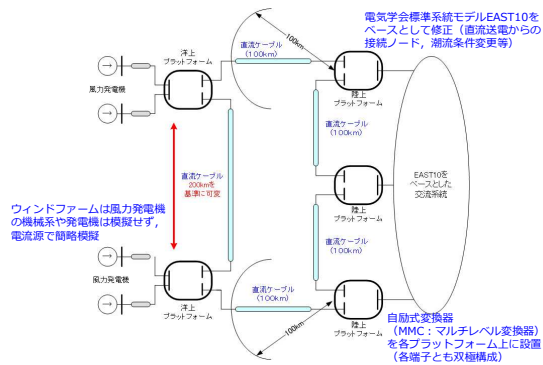 電気学会標準系統モデルEAST10を
ベースとして修正（直流送電からの
接続ノード，潮流条件変更等）
洋上
プラットフォーム
直流ケーブル
（100km）
100km
陸上
プラットフォーム
風力発電機
直流ケーブル
（100km）
直流ケーブル
200kmを
基準に可変
EAST10を
ベースとした
交流系統
陸上
プラットフォーム
ウィンドファームは風力発電機
の機械系や発電機は模擬せず，
電流源で簡略模擬
直流ケーブル
（100km）
風力発電機
直流ケーブル
（100km）
洋上
プラットフォーム
100km
陸上
プラットフォーム
自励式変換器
（MMC：マルチレベル変換器）
を各プラットフォーム上に設置
（各端子とも双極構成）